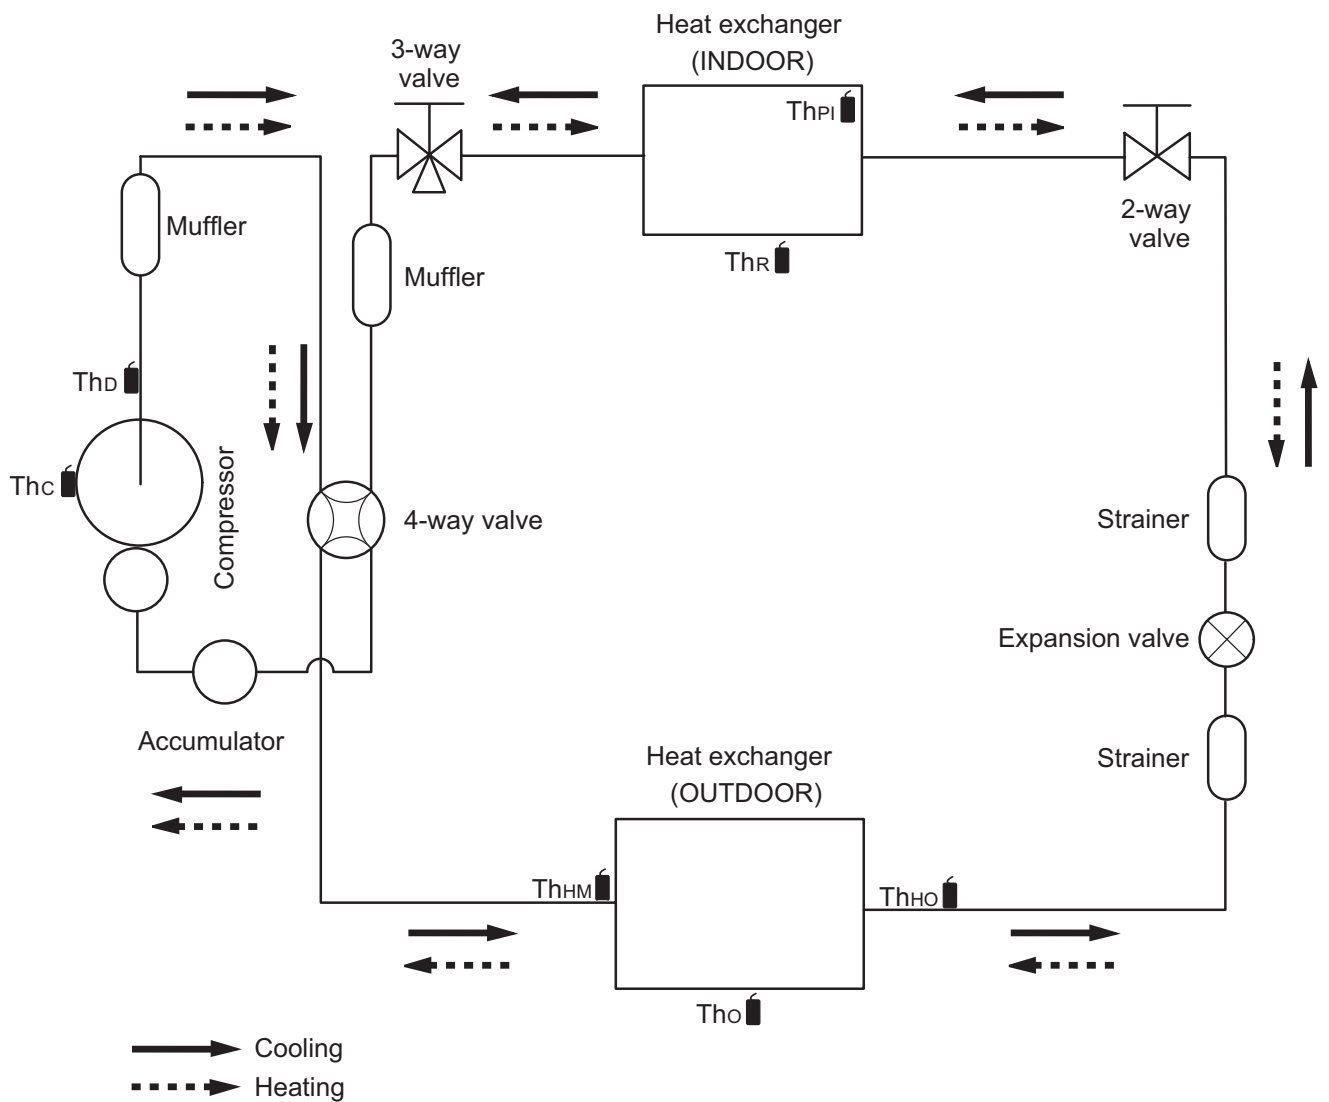 Heat exchanger
(INDOOR)
3-way
valve
ThPI
Muffler
2-way
valve
ThR
Muffler
ThD
ThC
Compressor
4-way valve
Strainer
Expansion valve
Accumulator
Heat exchanger
(OUTDOOR)
Strainer
ThHM
ThHO
ThO
Cooling
Heating